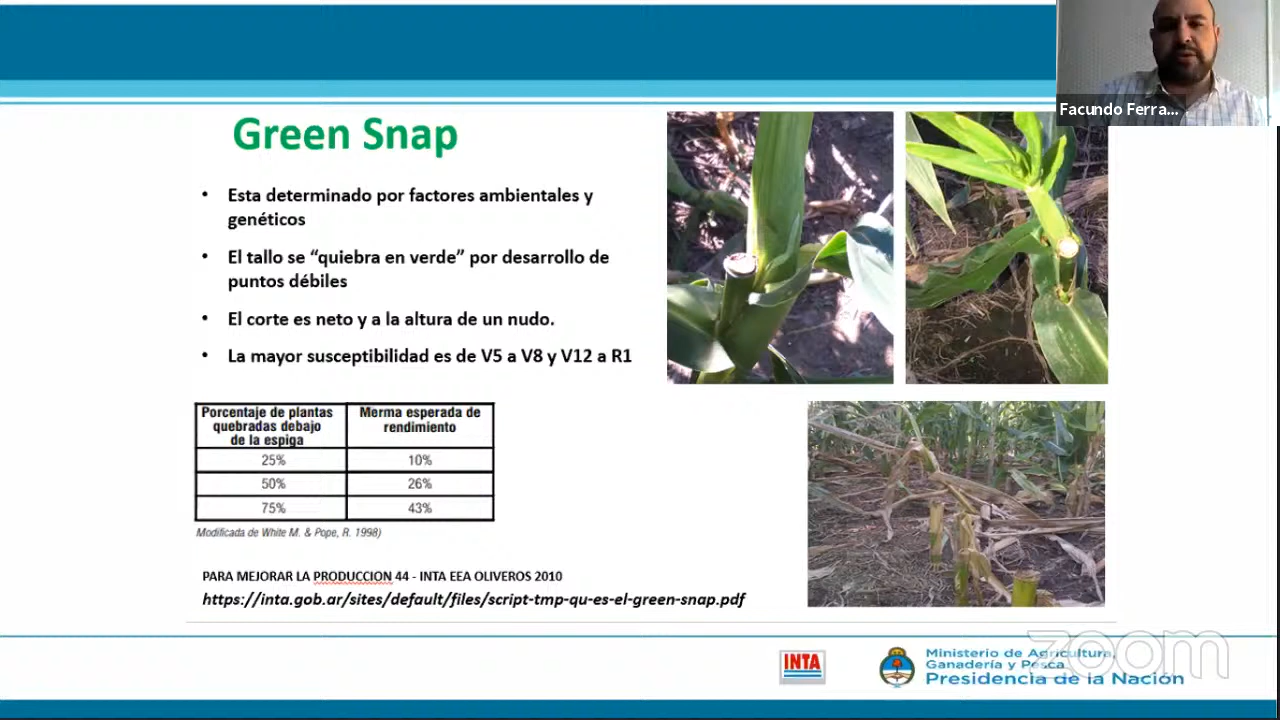 Facundo Ferra...
Green Snap
• Esta determinado por factores ambientales y
genéticos
• El tallo se “quiebra en verde” por desarrollo de
puntos débiles
• El corte es neto y a la altura de un nudo.
• La mayor susceptibilidad es de V5 a V8 y V12 a R1
Porcentaje de plantas quebradas debajo de la espiga | Merma esperada de rendimiento
25% 10%
50% 26%
75% 43%
Modificada de White M. & Pope, R. 1998)
PARA MEJORAR LA PRODUCCION 44 - INTA EEA OLIVEROS 2010
https://inta.gob.ar/sites/default/files/script-tmp-qu-es-el-green-snap.pdf
INTA
Ministerio de Agricultura,
Ganadería y Pesca
Presidencia de la Nación
zoom